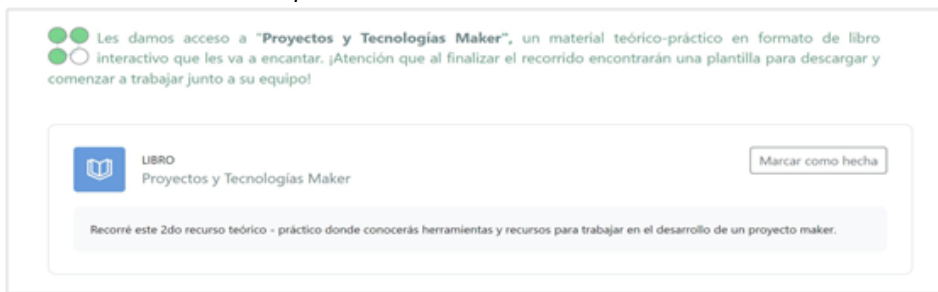 Les damos acceso a "Proyectos y Tecnologías Maker", un material teórico-práctico en formato de libro
interactivo que les va a encantar. ¡Atención que al finalizar el recorrido encontrarán una plantilla para descargar y
comenzar a trabajar junto a su equipo!
LIBRO
Proyectos y Tecnologías Maker
Marcar como hecha
Recorré este 2do recurso teórico - práctico donde conocerás herramientas y recursos para trabajar en el desarrollo de un proyecto maker.